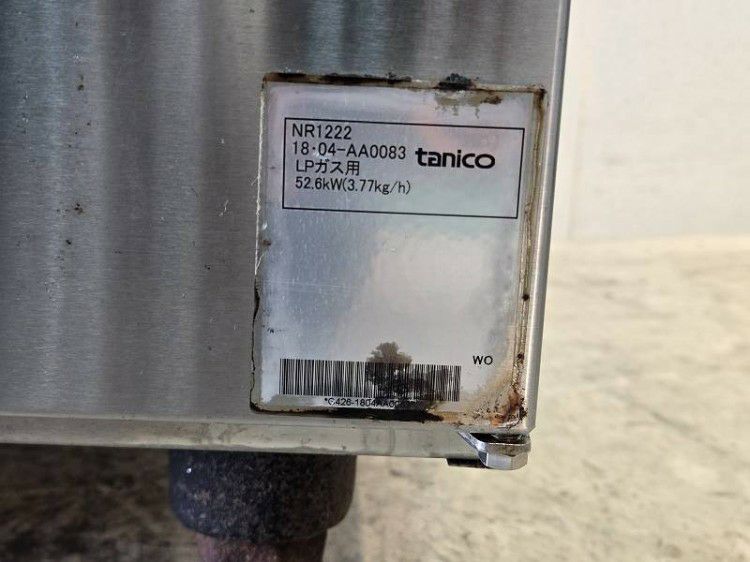 NR1222
18・04-AA0083 tanico
LPガス用
52.6kW(3.77kg/h)
WO